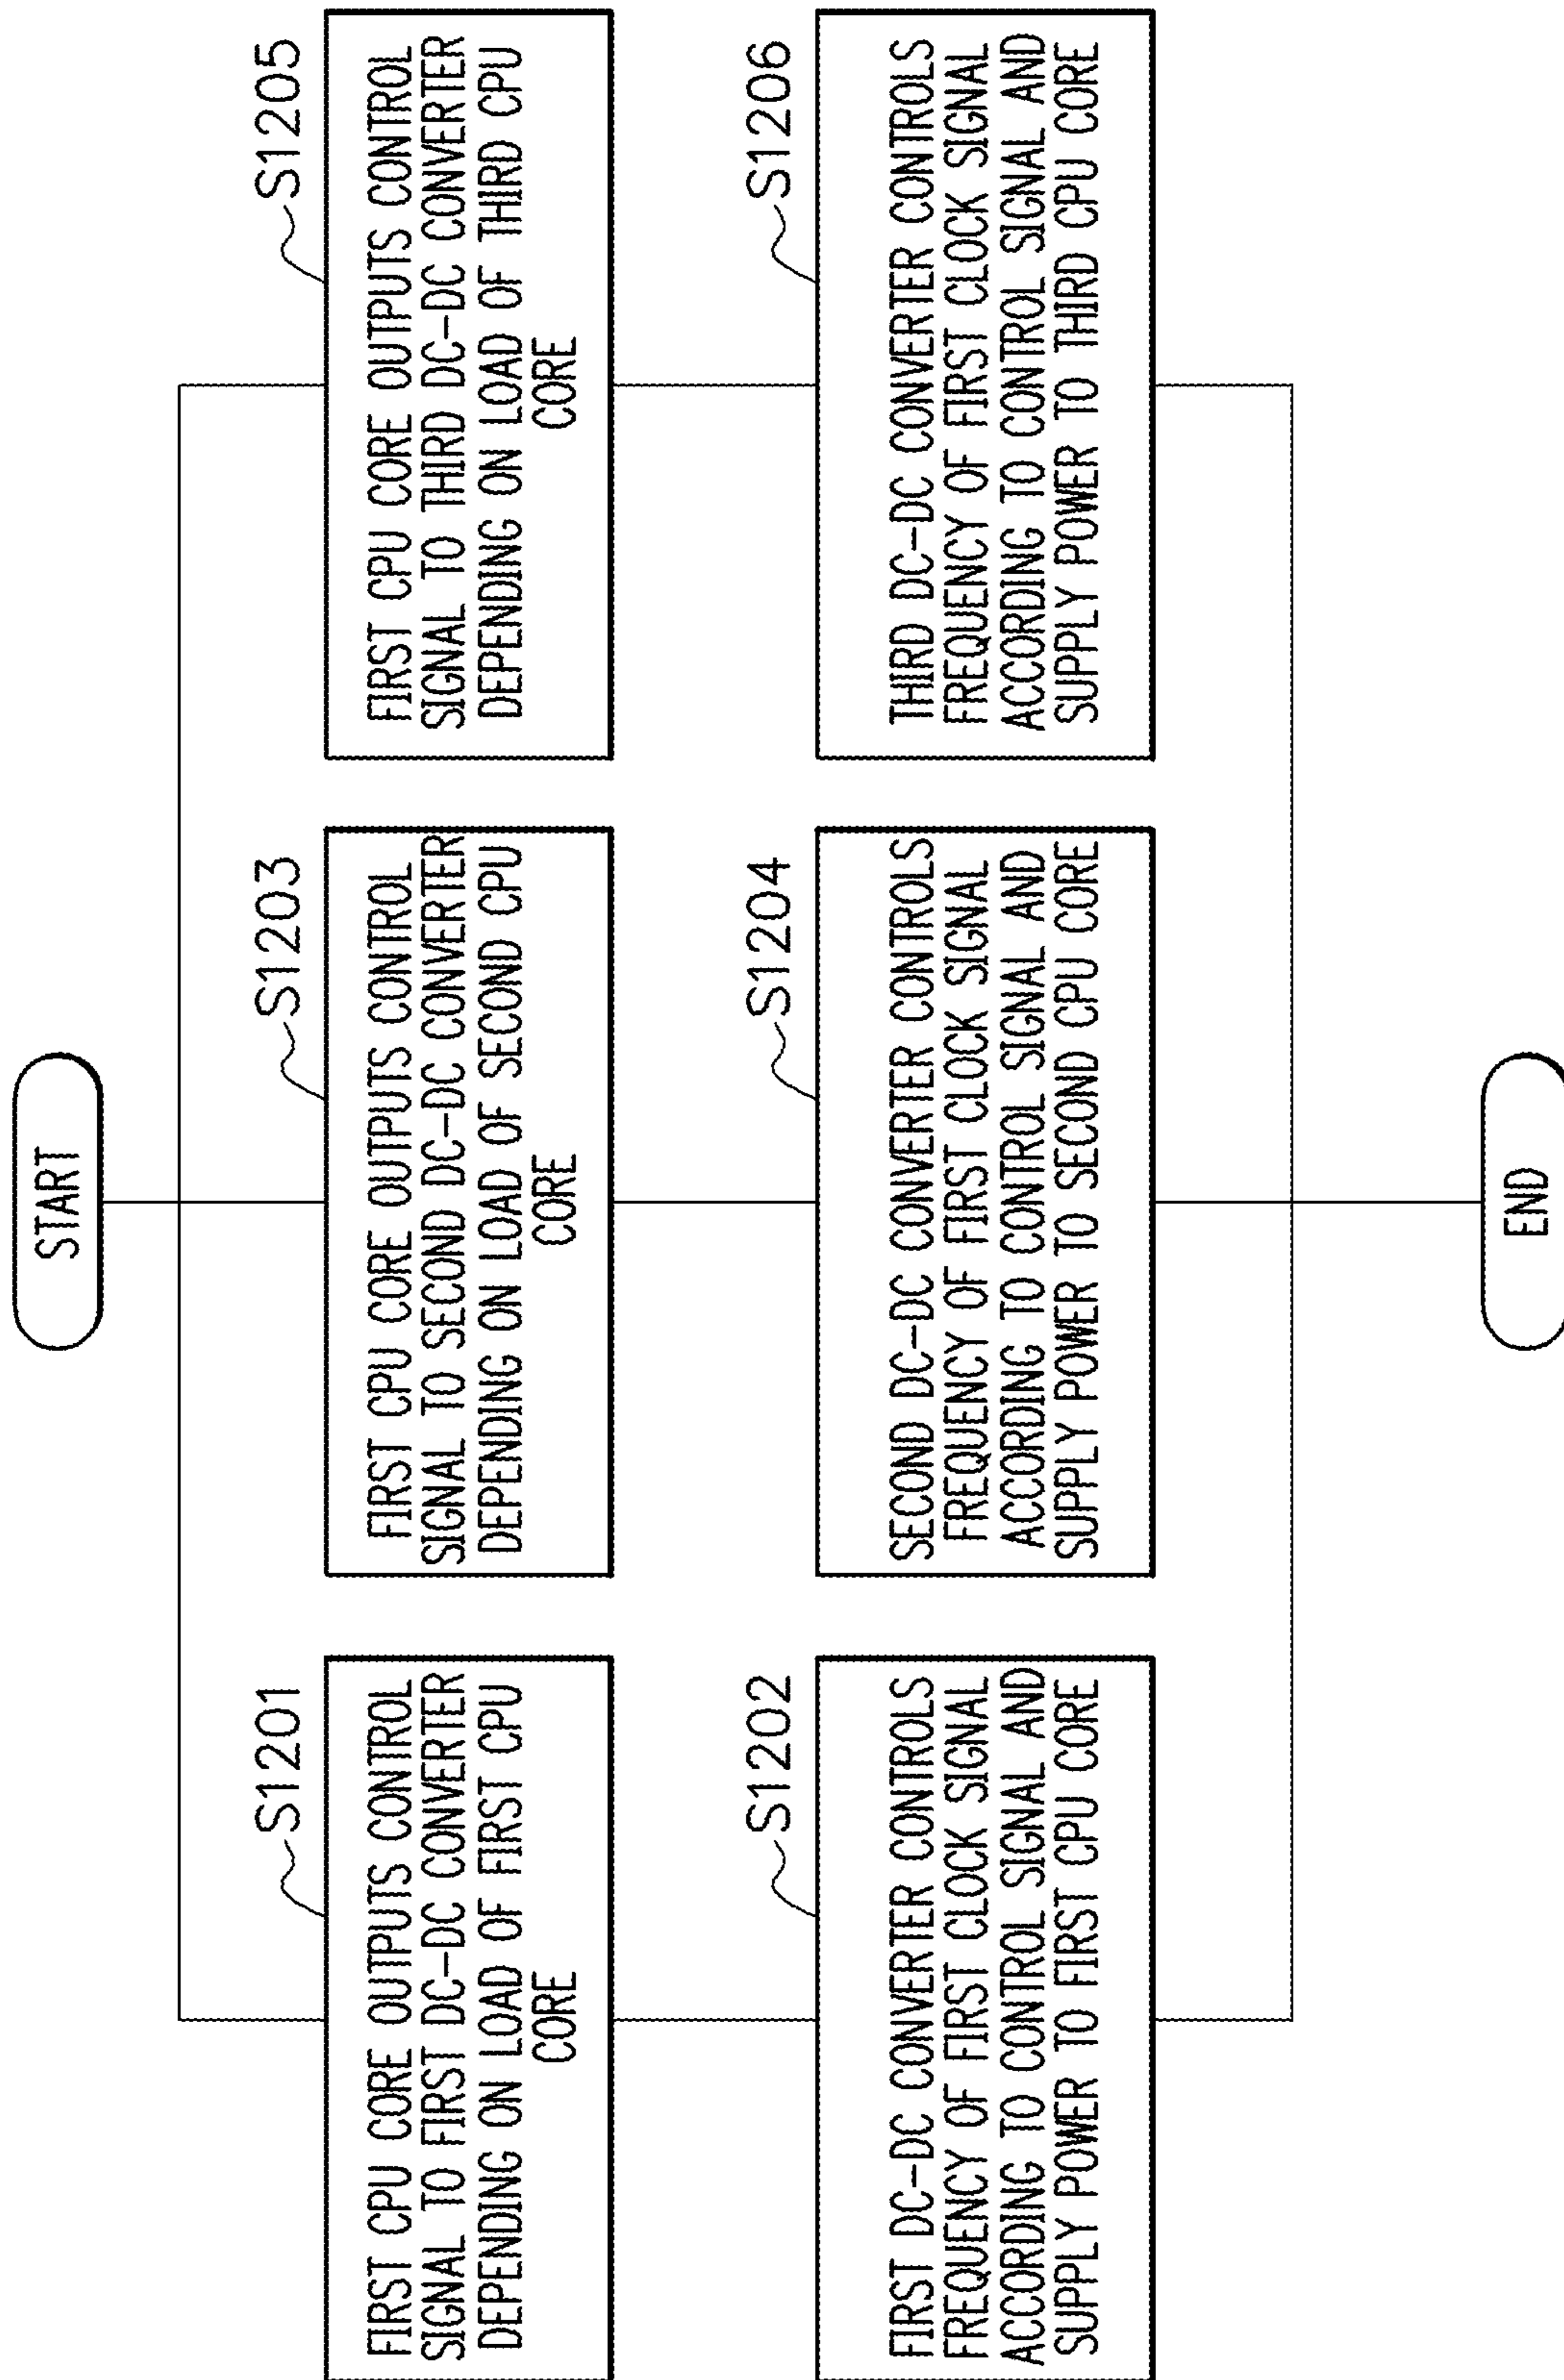 START
S1201
FIRST CPU CORE OUTPUTS CONTROL
SIGNAL TO FIRST DC-DC CONVERTER
DEPENDING ON LOAD OF FIRST CPU
CORE
S1202
FIRST DC-DC CONVERTER CONTROLS
FREQUENCY OF FIRST CLOCK SIGNAL
ACCORDING TO CONTROL SIGNAL AND
SUPPLY POWER TO FIRST CPU CORE
S1203
FIRST CPU CORE OUTPUTS CONTROL
SIGNAL TO SECOND DC-DC CONVERTER
DEPENDING ON LOAD OF SECOND CPU
CORE
S1204
SECOND DC-DC CONVERTER CONTROLS
FREQUENCY OF FIRST CLOCK SIGNAL
ACCORDING TO CONTROL SIGNAL AND
SUPPLY POWER TO SECOND CPU CORE
S1205
FIRST CPU CORE OUTPUTS CONTROL
SIGNAL TO THIRD DC-DC CONVERTER
DEPENDING ON LOAD OF THIRD CPU
CORE
S1206
THIRD DC-DC CONVERTER CONTROLS
FREQUENCY OF FIRST CLOCK SIGNAL
ACCORDING TO CONTROL SIGNAL AND
SUPPLY POWER TO THIRD CPU CORE
END